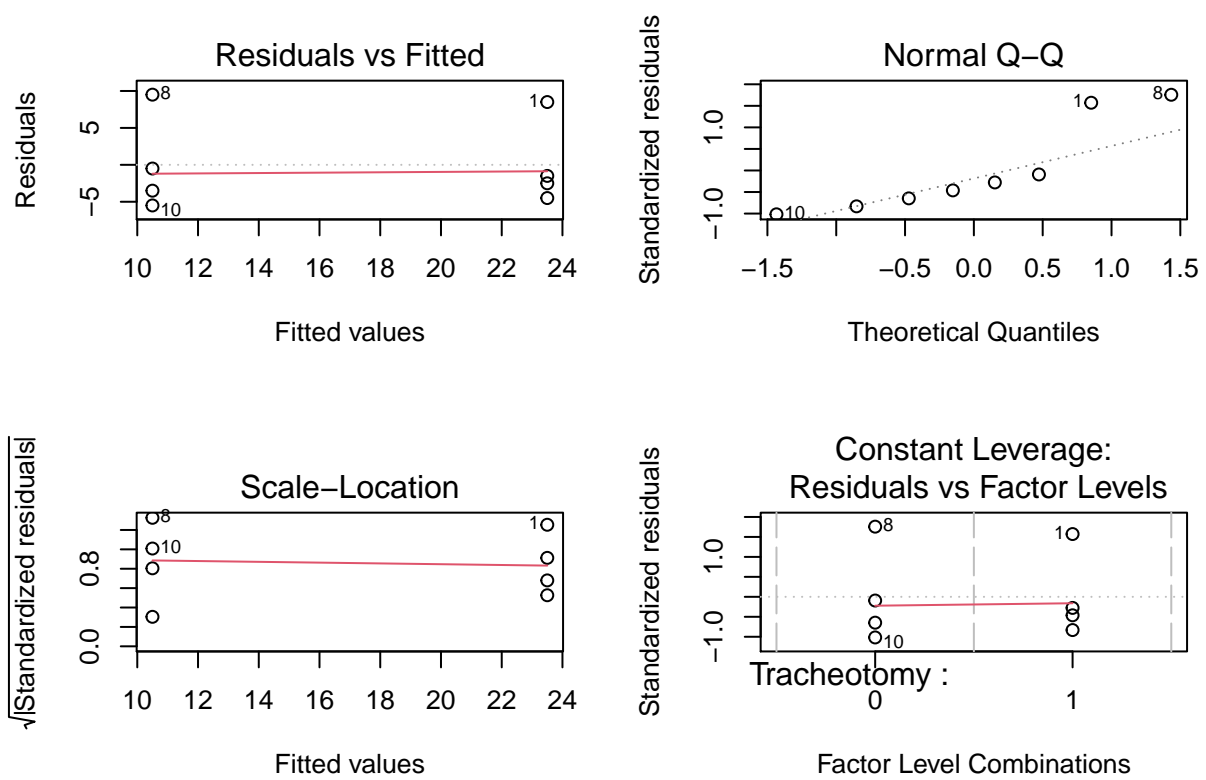 Residuals vs Fitted
Residuals
5
−5
8
1
10
10 12 14 16 18 20 22 24
Fitted values
Normal Q−Q
Standardized residuals
1.0
−1.0
1
8
10
−1.5 −0.5 0.0 0.5 1.0 1.5
Theoretical Quantiles
Scale−Location
√|Standardized residuals|
0.8
0.0
8
1
10
10 12 14 16 18 20 22 24
Fitted values
Constant Leverage:
Residuals vs Factor Levels
Standardized residuals
1.0
−1.0
8
1
10
Tracheotomy :
0 1
Factor Level Combinations